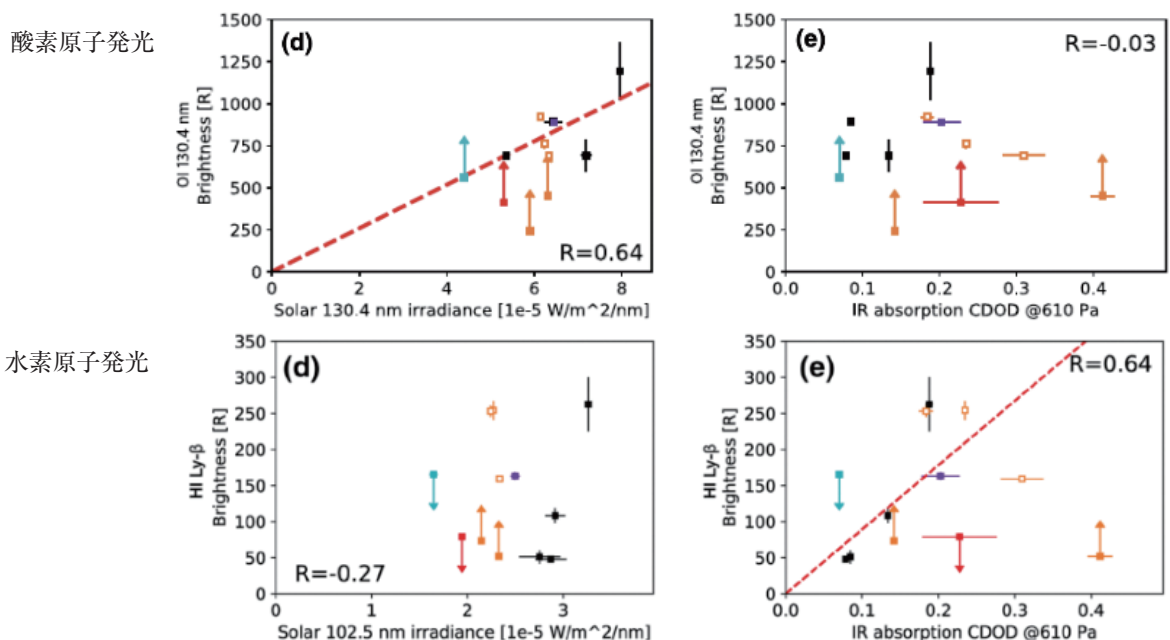 酸素原子発光
1500
1250
1000
750
500
250
0
OI 130.4 nm
Brightness [R]
(d)
R=0.64
0 2 4 6 8
Solar 130.4 nm irradiance [1e-5 W/m^2/nm]
1500
1250
1000
750
500
250
0
OI 130.4 nm
Brightness [R]
(e)
R=-0.03
0.0 0.1 0.2 0.3 0.4
IR absorption CDOD @610 Pa
水素原子発光
350
300
250
200
150
100
50
0
HI Ly-β
Brightness [R]
(d)
R=-0.27
0 1 2 3
Solar 102.5 nm irradiance [1e-5 W/m^2/nm]
350
300
250
200
150
100
50
0
HI Ly-β
Brightness [R]
(e)
R=0.64
0.0 0.1 0.2 0.3 0.4
IR absorption CDOD @610 Pa